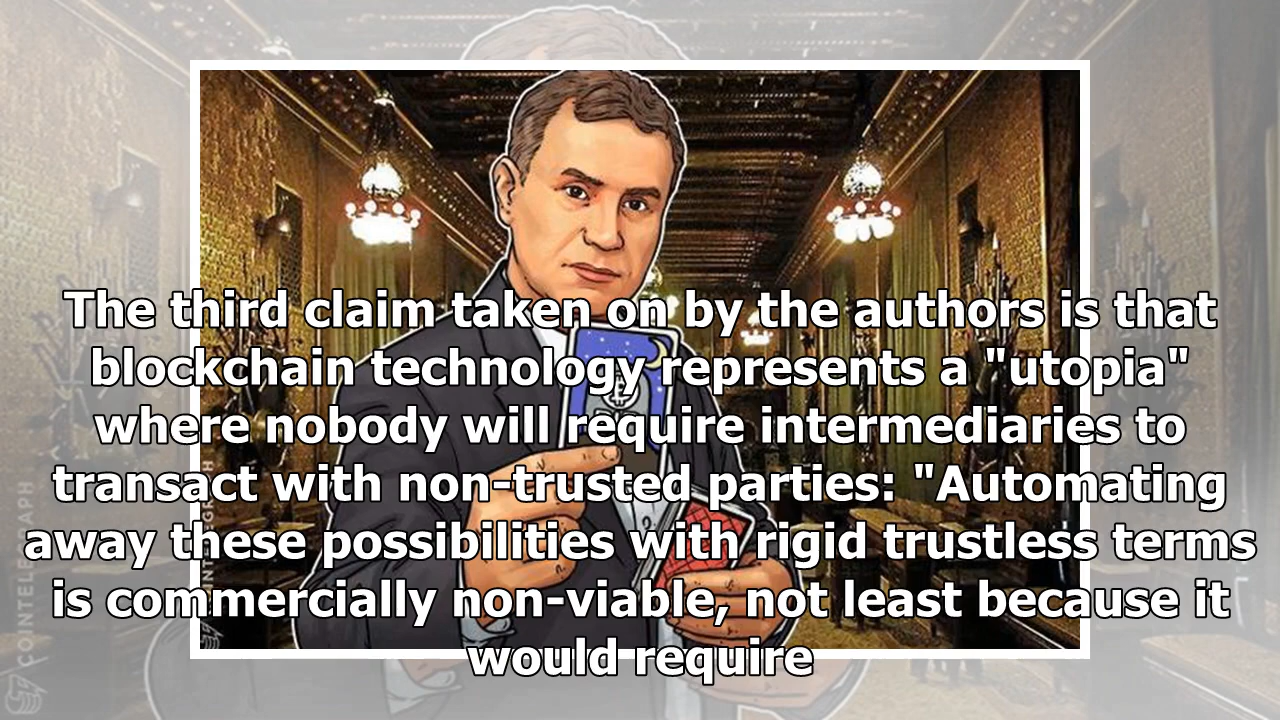 The third claim taken on by the authors is that
blockchain technology represents a "utopia"
where nobody will require intermediaries to
transact with non-trusted parties: "Automating
away these possibilities with rigid trustless terms
is commercially non-viable, not least because it
would require
COINTELEGRAPH